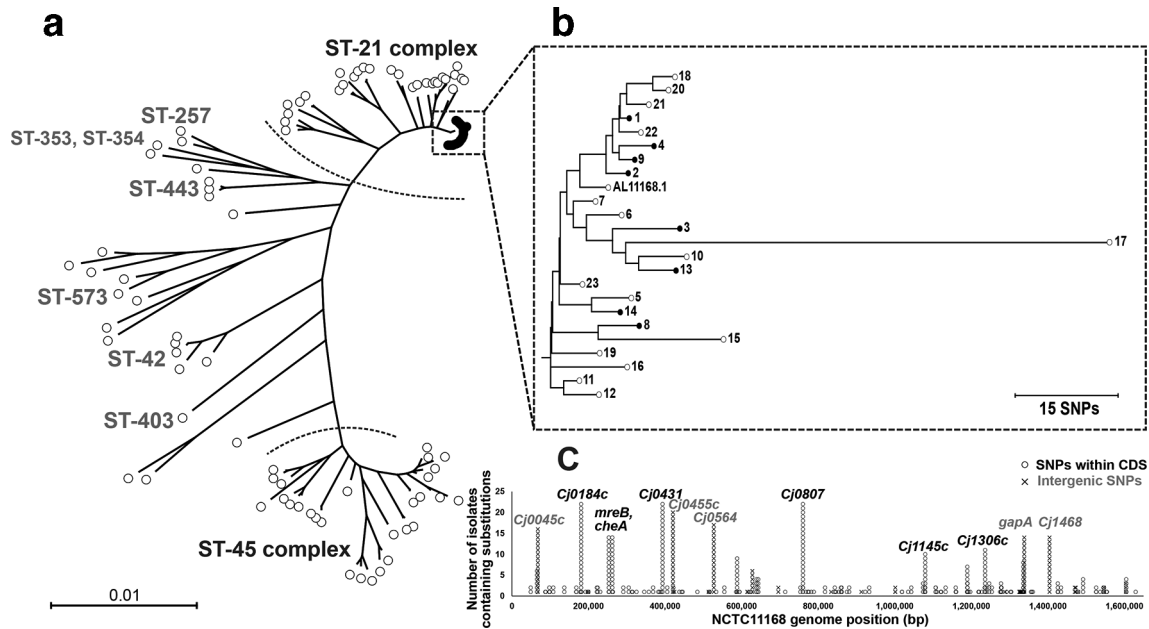 a
ST-21 complex
ST-257
ST-353, ST-354
ST-443
ST-573
ST-42
ST-403
ST-45 complex
0.01
b
18
20
21
1
22
4
9
2
AL11168.1
7
6
3
17
10
13
23
5
14
8
15
19
16
11
12
15 SNPs
C
SNPs within CDS
Intergenic SNPs
Number of isolates
containing substitutions
25
20
15
10
5
0
Cj0045c
Cj0184c
mreB,
cheA
Cj0431
Cj0455c
Cj0564
Cj0807
Cj1145c
Cj1306c
gapA Cj1468
0 200,000 400,000 600,000 800,000 1,000,000 1,200,000 1,400,000 1,600,000
NCTC11168 genome position (bp)